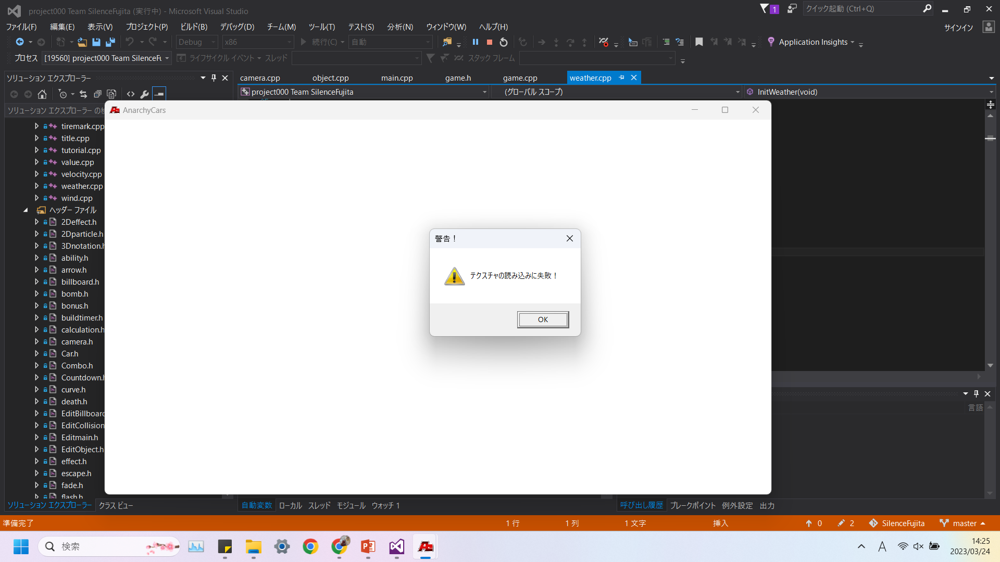 project000 Team SilenceFujita (実行中) - Microsoft Visual Studio
1
クイック起動 (Ctrl+Q)
ファイル(F) 編集(E) 表示(V) プロジェクト(P) ビルド(B) デバッグ(D) チーム(M) ツール(T) テスト(S) 分析(N) ウィンドウ(W) ヘルプ(H)
サインイン
Debug x86 続行(C) 自動 Application Insights
プロセス [19560] project000 Team SilenceFu ライフサイクル イベント スレッド スタック フレーム
ソリューション エクスプローラー
camera.cpp object.cpp main.cpp game.h game.cpp weather.cpp
project000 Team SilenceFujita (グローバル スコープ) InitWeather(void)
ソリューション エクスプローラー の検
AnarchyCars
tiremark.cpp
title.cpp
tutorial.cpp
value.cpp
velocity.cpp
weather.cpp
wind.cpp
ヘッダー ファイル
2Deffect.h
2Dparticle.h
3Dnotation.h
ability.h
arrow.h
billboard.h
bomb.h
bonus.h
buildtimer.h
calculation.h
camera.h
Car.h
Combo.h
Countdown.h
curve.h
death.h
EditBillboard
EditCollision
Editmain.h
EditObject.h
effect.h
escape.h
fade.h
flash.h
警告！
テクスチャの読み込みに失敗！
OK
言語
ソリューション エクスプローラー クラス ビュー
自動変数 ローカル スレッド モジュール ウォッチ 1
呼び出し履歴 ブレークポイント 例外設定 出力
準備完了 1 行 1 列 1 文字 挿入 0 2 SilenceFujita master
検索
A
14:25
2023/03/24